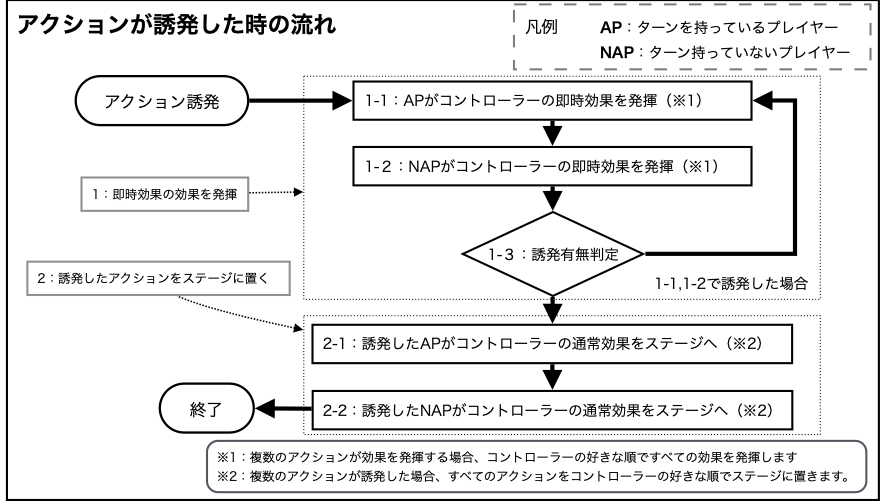 アクションが誘発した時の流れ
凡例
AP：ターンを持っているプレイヤー
NAP：ターン持っていないプレイヤー
アクション誘発
1-1：APがコントローラーの即時効果を発揮（※1）
1-2：NAPがコントローラーの即時効果を発揮（※1）
1：即時効果の効果を発揮
1-3：誘発有無判定
1-1,1-2で誘発した場合
2：誘発したアクションをステージに置く
2-1：誘発したAPがコントローラーの通常効果をステージへ（※2）
2-2：誘発したNAPがコントローラーの通常効果をステージへ（※2）
終了
※1：複数のアクションが効果を発揮する場合、コントローラーの好きな順ですべての効果を発揮します
※2：複数のアクションが誘発した場合、すべてのアクションをコントローラーの好きな順でステージに置きます。